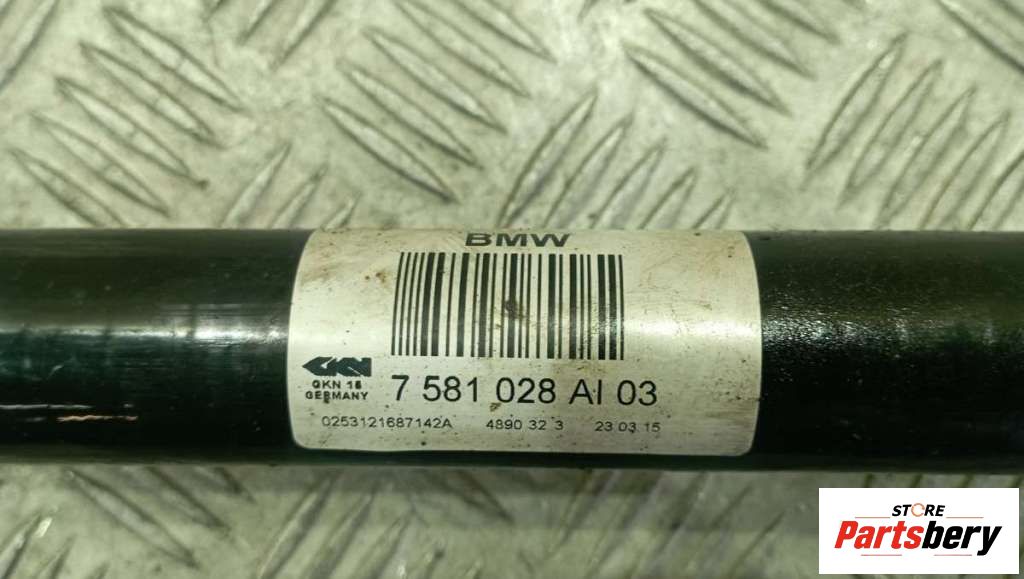 BMW
GKN
GKN 15
GERMANY
7 581 028 AI 03
0253121687142A 4890 32 3 23 03 15
STORE
Partsbery